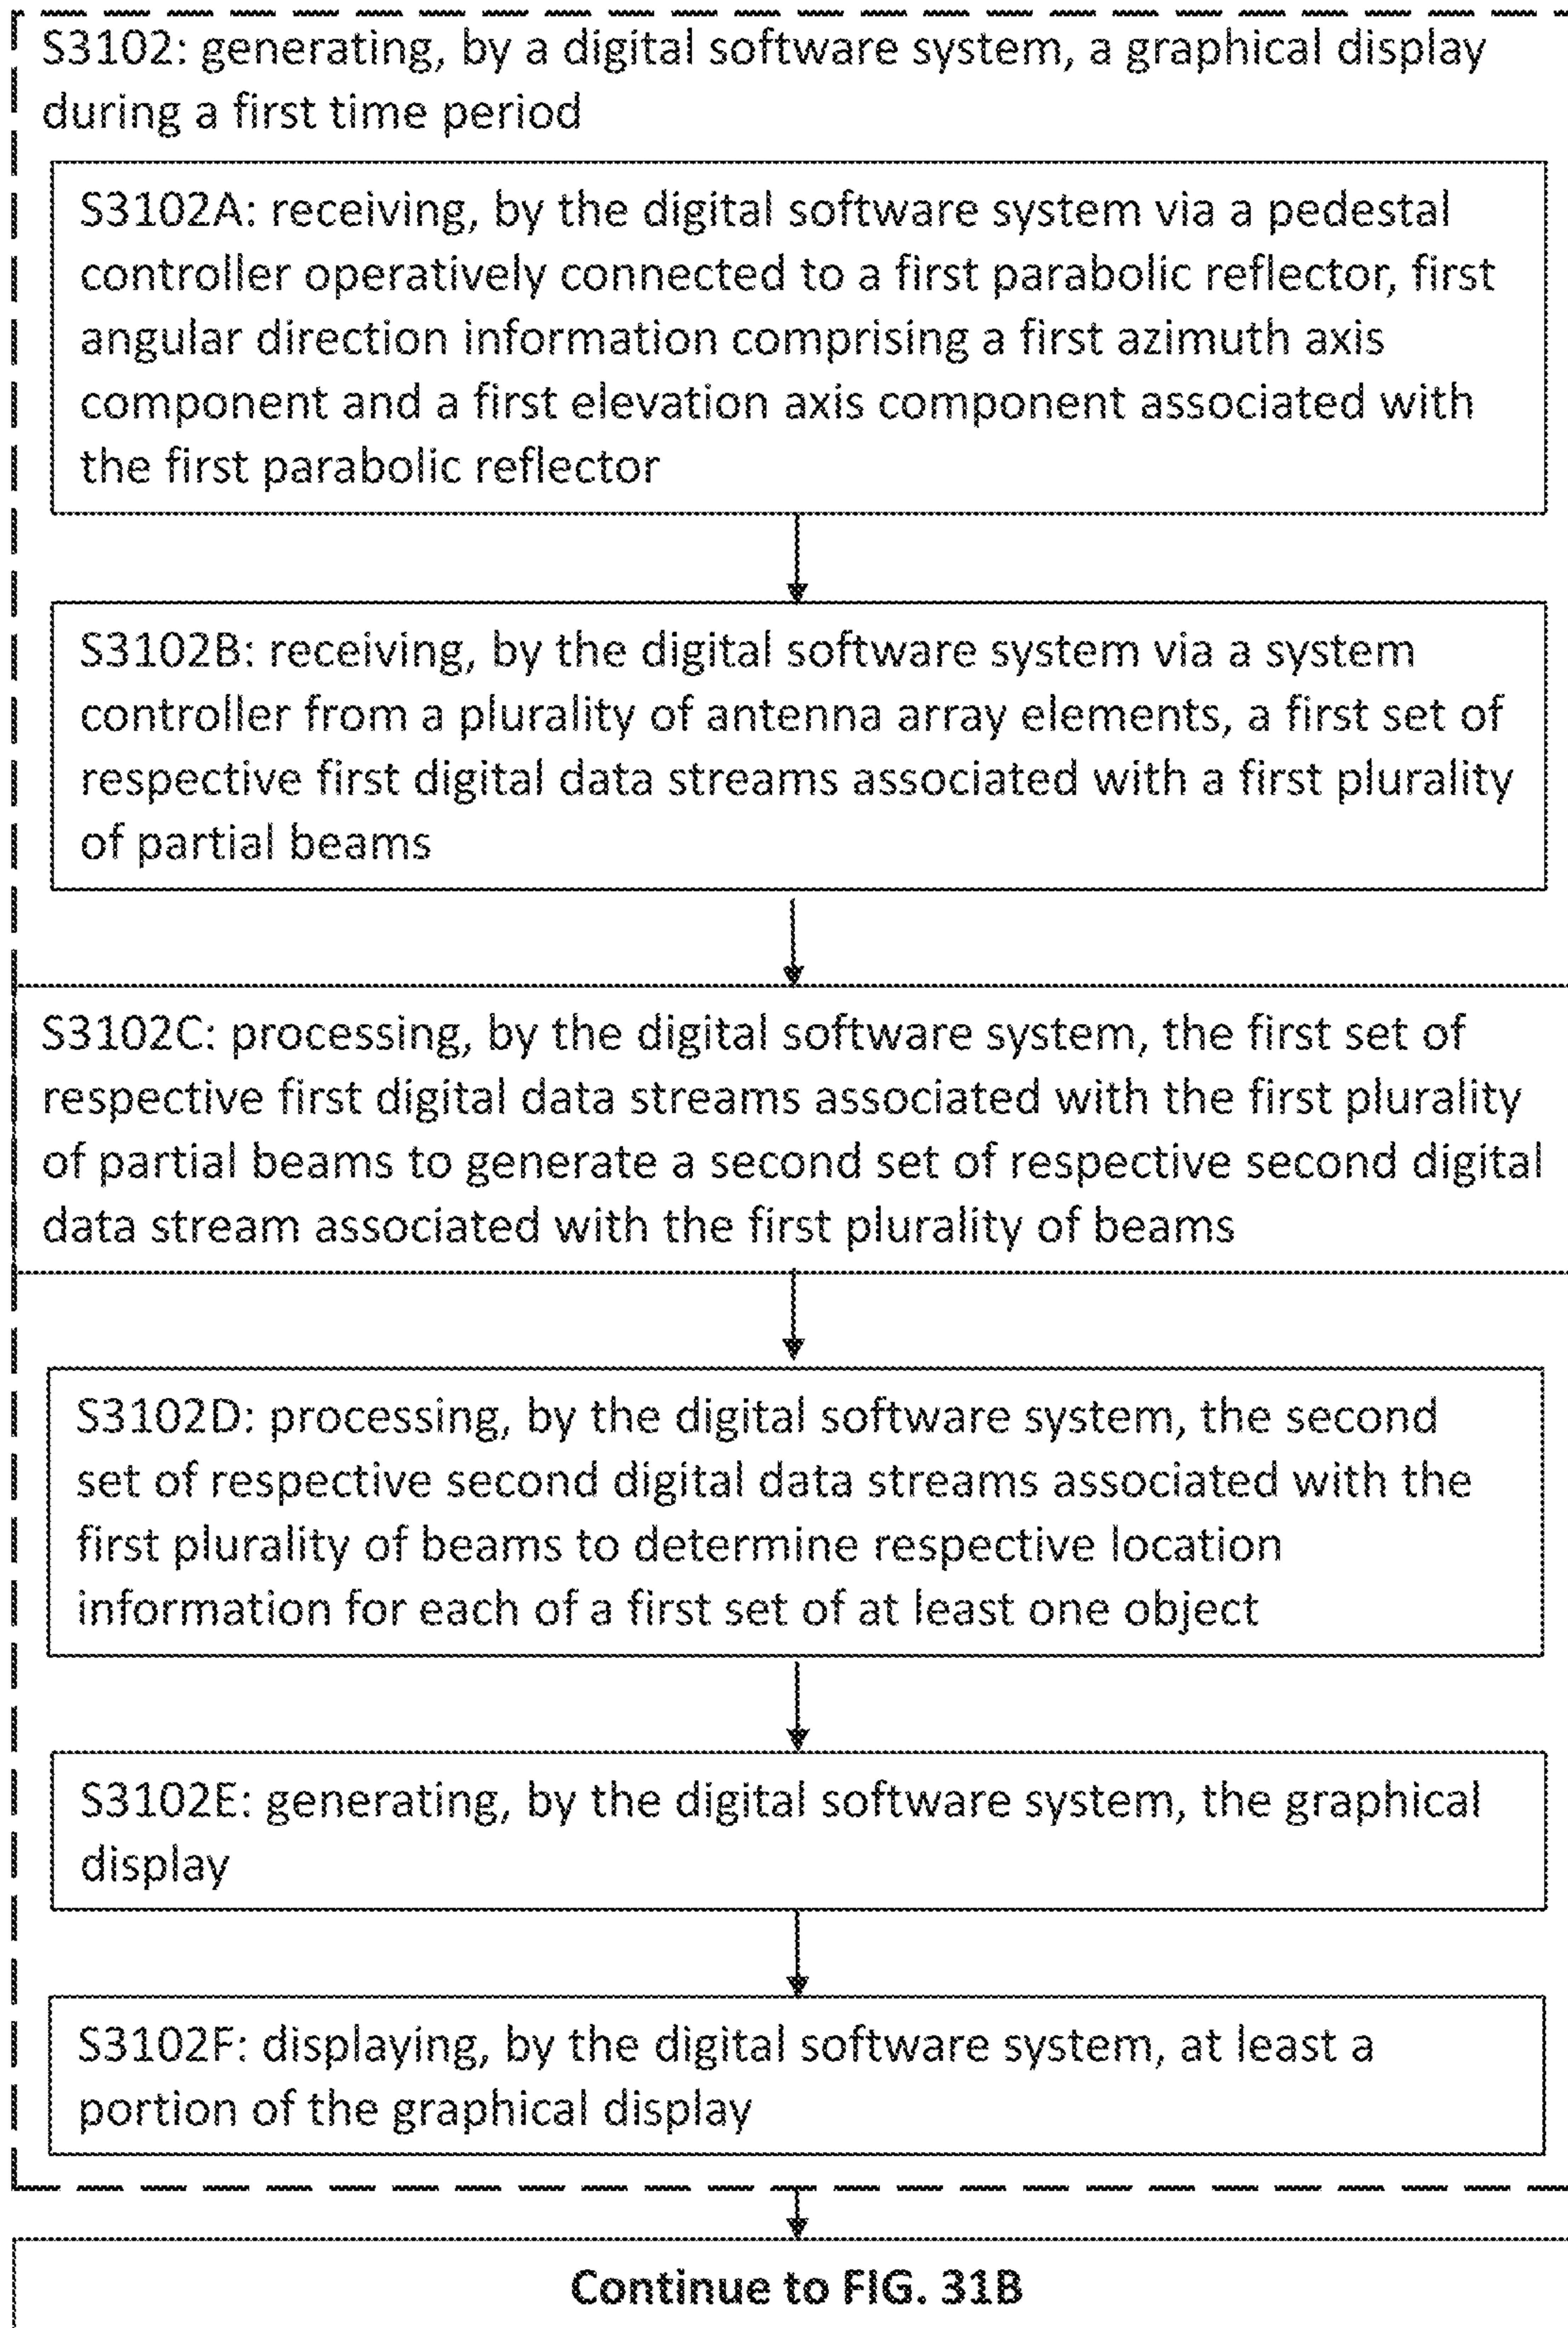 S3102: generating, by a digital software system, a graphical display
during a first time period
S3102A: receiving, by the digital software system via a pedestal
controller operatively connected to a first parabolic reflector, first
angular direction information comprising a first azimuth axis
component and a first elevation axis component associated with
the first parabolic reflector
S3102B: receiving, by the digital software system via a system
controller from a plurality of antenna array elements, a first set of
respective first digital data streams associated with a first plurality
of partial beams
S3102C: processing, by the digital software system, the first set of
respective first digital data streams associated with the first plurality
of partial beams to generate a second set of respective second digital
data stream associated with the first plurality of beams
S3102D: processing, by the digital software system, the second
set of respective second digital data streams associated with the
first plurality of beams to determine respective location
information for each of a first set of at least one object
S3102E: generating, by the digital software system, the graphical
display
S3102F: displaying, by the digital software system, at least a
portion of the graphical display
Continue to FIG. 31B